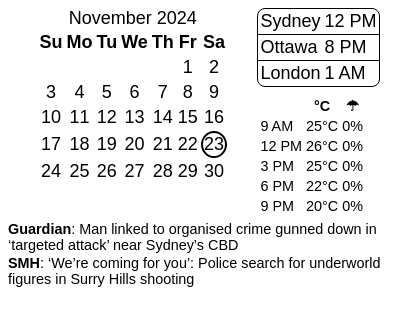 November 2024
Su Mo Tu We Th Fr Sa
1 2
3 4 5 6 7 8 9
10 11 12 13 14 15 16
17 18 19 20 21 22 23
24 25 26 27 28 29 30
Sydney 12 PM
Ottawa 8 PM
London 1 AM
°C ☂
9 AM 25°C 0%
12 PM 26°C 0%
3 PM 25°C 0%
6 PM 22°C 0%
9 PM 20°C 0%
Guardian: Man linked to organised crime gunned down in
‘targeted attack’ near Sydney’s CBD
SMH: ‘We’re coming for you’: Police search for underworld
figures in Surry Hills shooting